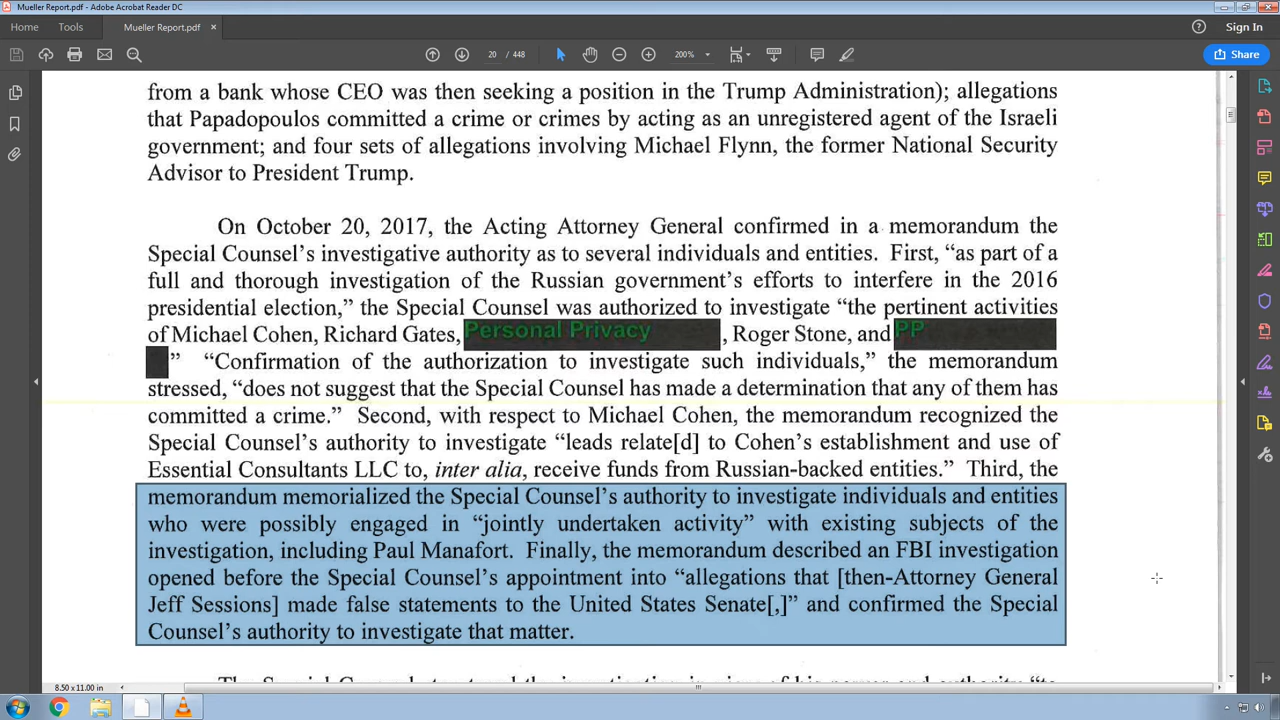 Mueller Report.pdf - Adobe Acrobat Reader DC
Home Tools Mueller Report.pdf × Sign In
20 / 448 200% Share
from a bank whose CEO was then seeking a position in the Trump Administration); allegations
that Papadopoulos committed a crime or crimes by acting as an unregistered agent of the Israeli
government; and four sets of allegations involving Michael Flynn, the former National Security
Advisor to President Trump.
On October 20, 2017, the Acting Attorney General confirmed in a memorandum the
Special Counsel’s investigative authority as to several individuals and entities. First, “as part of a
full and thorough investigation of the Russian government’s efforts to interfere in the 2016
presidential election,” the Special Counsel was authorized to investigate “the pertinent activities
of Michael Cohen, Richard Gates, Personal Privacy , Roger Stone, and PP
” “Confirmation of the authorization to investigate such individuals,” the memorandum
stressed, “does not suggest that the Special Counsel has made a determination that any of them has
committed a crime.” Second, with respect to Michael Cohen, the memorandum recognized the
Special Counsel’s authority to investigate “leads relate[d] to Cohen’s establishment and use of
Essential Consultants LLC to, inter alia, receive funds from Russian-backed entities.” Third, the
memorandum memorialized the Special Counsel’s authority to investigate individuals and entities
who were possibly engaged in “jointly undertaken activity” with existing subjects of the
investigation, including Paul Manafort. Finally, the memorandum described an FBI investigation
opened before the Special Counsel’s appointment into “allegations that [then-Attorney General
Jeff Sessions] made false statements to the United States Senate[,]” and confirmed the Special
Counsel’s authority to investigate that matter.
8.50 x 11.00 in